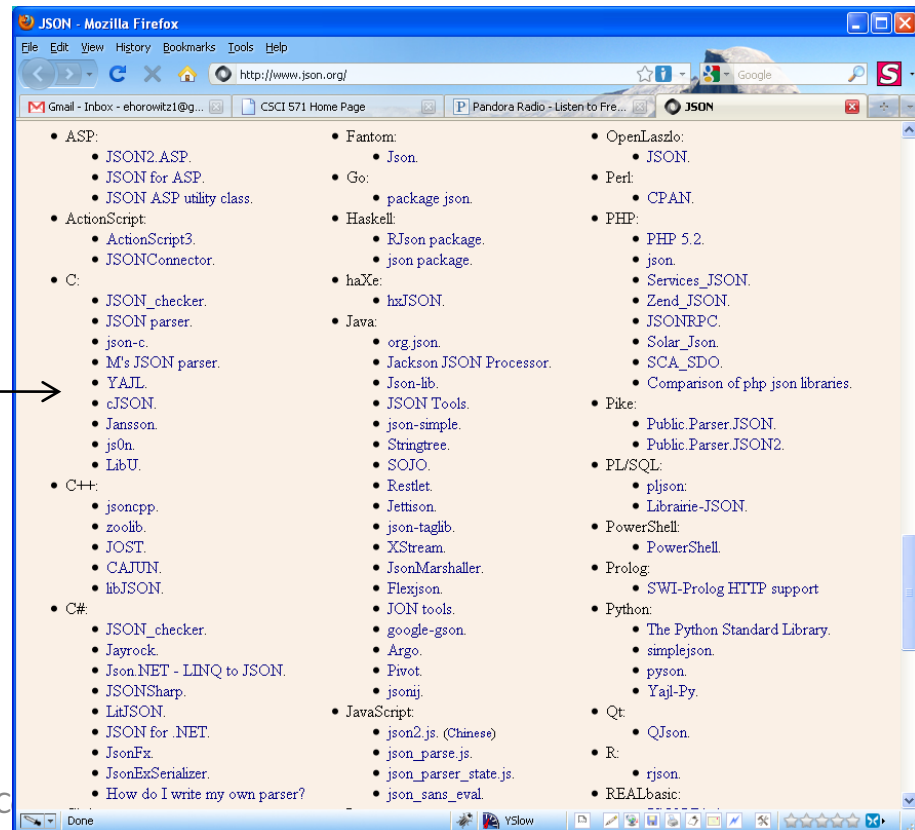 JSON - Mozilla Firefox
File Edit View History Bookmarks Tools Help
http://www.json.org/
Google
S
Gmail - Inbox - ehorowitz1@g...
CSCI 571 Home Page
Pandora Radio - Listen to Fre...
JSON
ASP:
JSON2.ASP.
JSON for ASP.
JSON ASP utility class.
ActionScript:
ActionScript3.
JSONConnector.
C:
JSON_checker.
JSON parser.
json-c.
M's JSON parser.
YAJL.
cJSON.
Jansson.
js0n.
LibU.
C++:
jsoncpp.
zoolib.
JOST.
CAJUN.
libJSON.
C#:
JSON_checker.
Jayrock.
Json.NET - LINQ to JSON.
JSONSharp.
LitJSON.
JSON for .NET.
JsonFx.
JsonExSerializer.
How do I write my own parser?
Fantom:
Json.
Go:
package json.
Haskell:
RJson package.
json package.
haXe:
hxJSON.
Java:
org.json.
Jackson JSON Processor.
Json-lib.
JSON Tools.
json-simple.
Stringtree.
SOJO.
Restlet.
Jettison.
json-taglib.
XStream.
JsonMarshaller.
Flexjson.
JON tools.
google-gson.
Argo.
Pivot.
jsonij.
JavaScript:
json2.js. (Chinese)
json_parse.js.
json_parser_state.js.
json_sans_eval.
OpenLaszlo:
JSON.
Perl:
CPAN.
PHP:
PHP 5.2.
json.
Services_JSON.
Zend_JSON.
JSONRPC.
Solar_Json.
SCA_SDO.
Comparison of php json libraries.
Pike:
Public.Parser.JSON.
Public.Parser.JSON2.
PL/SQL:
pljson:
Librairie-JSON.
PowerShell:
PowerShell.
Prolog:
SWI-Prolog HTTP support
Python:
The Python Standard Library.
simplejson.
pyson.
Yajl-Py.
Qt:
QJson.
R:
rjson.
REALbasic:
C
Done
YSlow